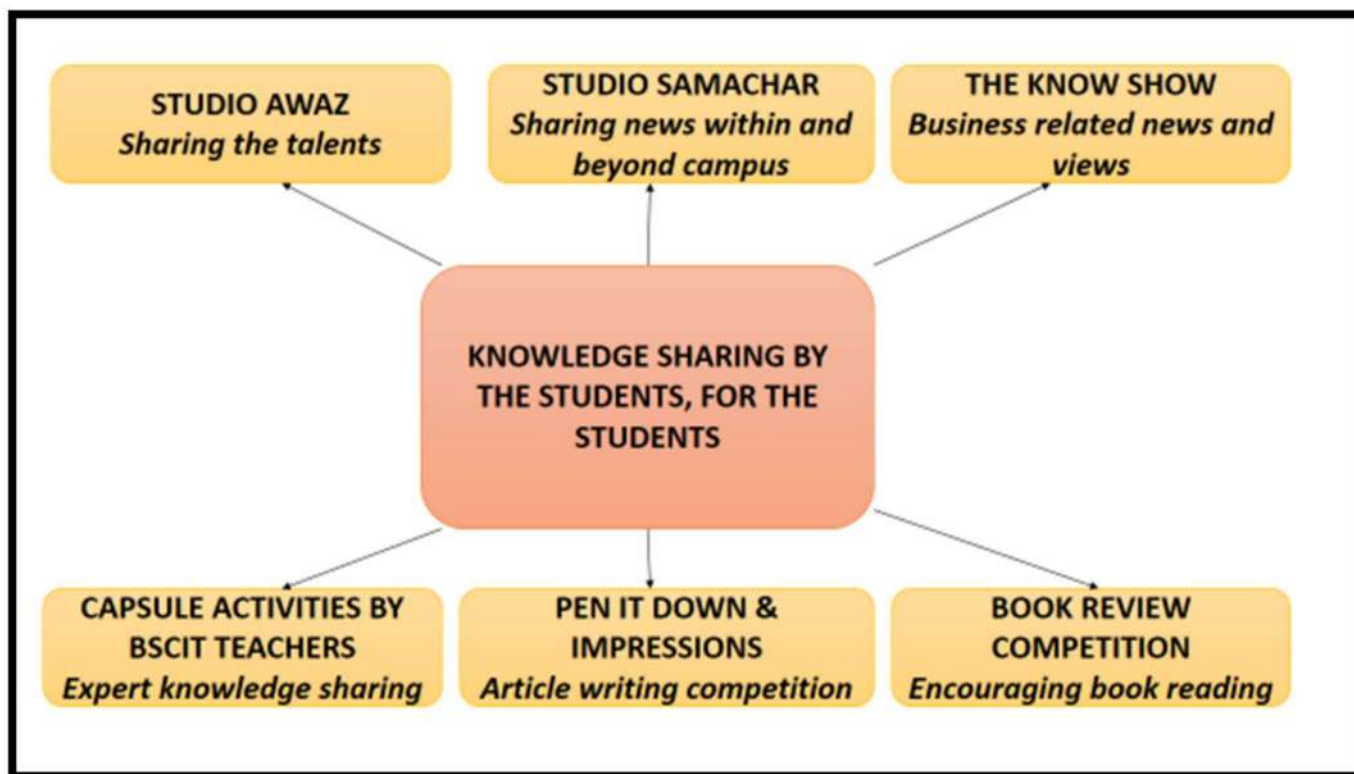 STUDIO AWAZ
Sharing the talents
STUDIO SAMACHAR
Sharing news within and
beyond campus
THE KNOW SHOW
Business related news and
views
KNOWLEDGE SHARING BY
THE STUDENTS, FOR THE
STUDENTS
CAPSULE ACTIVITIES BY
BSCIT TEACHERS
Expert knowledge sharing
PEN IT DOWN &
IMPRESSIONS
Article writing competition
BOOK REVIEW
COMPETITION
Encouraging book reading